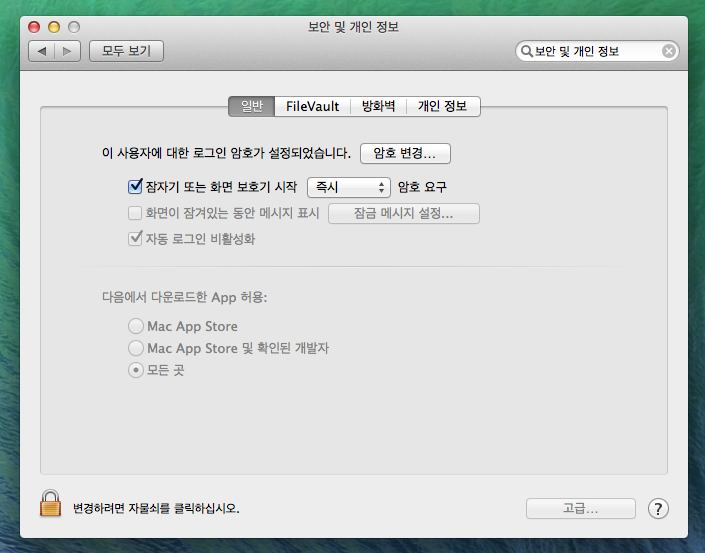 보안 및 개인 정보
모두 보기
보안 및 개인 정보
일반 FileVault 방화벽 개인 정보
이 사용자에 대한 로그인 암호가 설정되었습니다. 암호 변경...
잠자기 또는 화면 보호기 시작 즉시 암호 요구
화면이 잠겨있는 동안 메시지 표시 잠금 메시지 설정...
자동 로그인 비활성화
다음에서 다운로드한 App 허용:
Mac App Store
Mac App Store 및 확인된 개발자
모든 곳
변경하려면 자물쇠를 클릭하십시오. 고급... ?